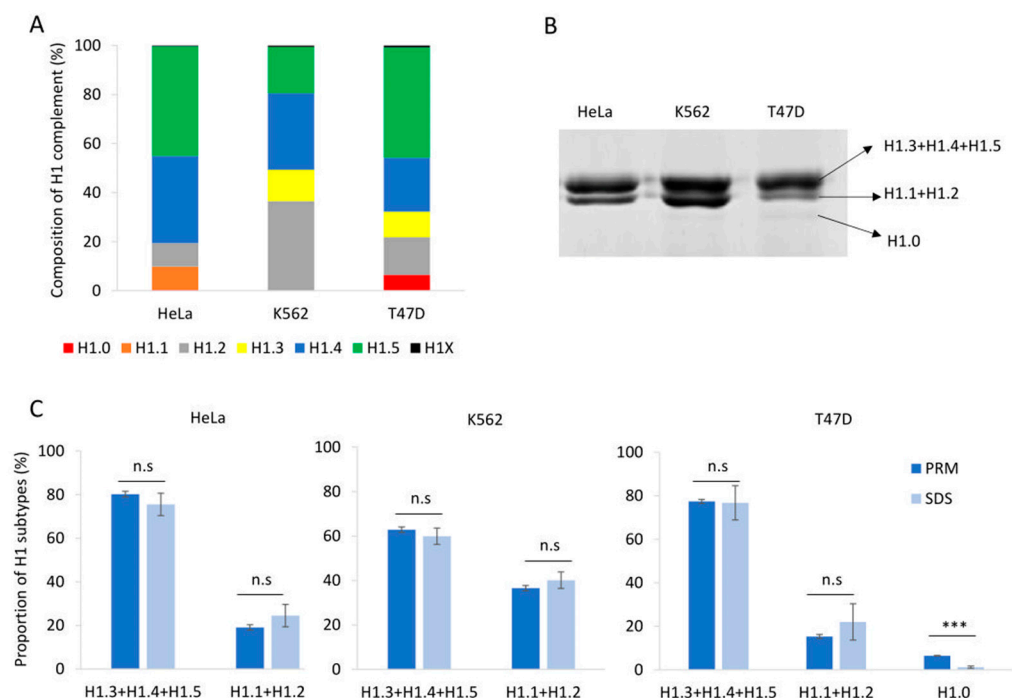 A
Composition of H1 complement (%)
100
80
60
40
20
0
HeLa K562 T47D
H1.0 H1.1 H1.2 H1.3 H1.4 H1.5 H1X
B
HeLa K562 T47D
H1.3+H1.4+H1.5
H1.1+H1.2
H1.0
C
Proportion of H1 subtypes (%)
HeLa
100
80
60
40
20
0
n.s
n.s
H1.3+H1.4+H1.5 H1.1+H1.2
K562
100
80
60
40
20
0
n.s
n.s
H1.3+H1.4+H1.5 H1.1+H1.2
T47D
100
80
60
40
20
0
n.s
n.s
***
H1.3+H1.4+H1.5 H1.1+H1.2 H1.0
PRM
SDS